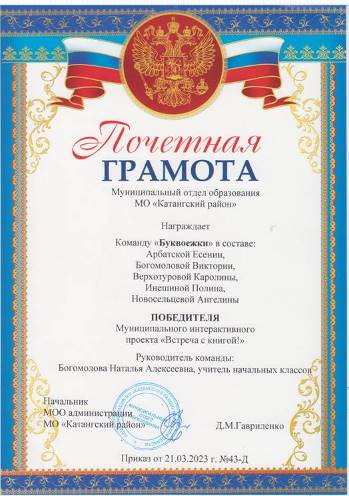 Почетная
ГРАМОТА
Муниципальный отдел образования
МО «Катангский район»
Награждает
Команду «Буквоежки» в составе:
Арбатской Есении,
Богомоловой Виктории,
Верхотуровой Каролины,
Инешиной Полина,
Новосельцевой Ангелины
ПОБЕДИТЕЛЯ
Муниципального интерактивного
проекта «Встреча с книгой!»
Руководитель команды:
Богомолова Наталья Алексеевна, учитель начальных классов
Начальник
МОО администрации
МО «Катангский район»
Д.М.Гавриленко
Приказ от 21.03.2023 г. №43-Д